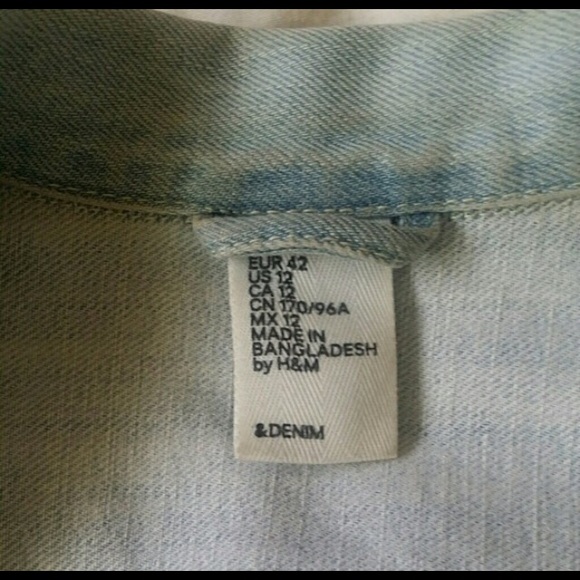 EUR 42
US 12
CA 12
CN 170/96A
MX 12
MADE IN
BANGLADESH
by H&M
&DENIM